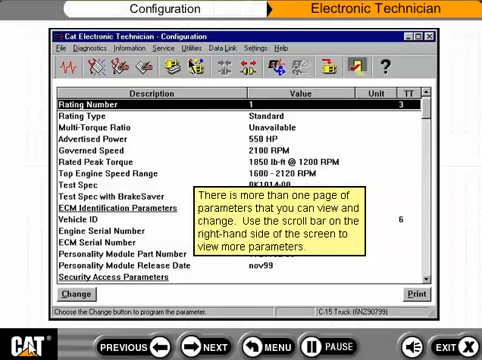 Configuration
Electronic Technician
Cat Electronic Technician - Configuration
File Diagnostics Information Service Utilities Data Link Settings Help
Description Value Unit TT
Rating Number 1 3
Rating Type Standard
Multi-Torque Ratio Unavailable
Advertised Power 550 HP
Governed Speed 2100 RPM
Rated Peak Torque 1850 lb-ft @ 1200 RPM
Top Engine Speed Range 1600 - 2120 RPM
Test Spec 0K1014-00
Test Spec with BrakeSaver
ECM Identification Parameters
Vehicle ID 6
Engine Serial Number
ECM Serial Number
Personality Module Part Number
Personality Module Release Date nov99
Security Access Parameters
There is more than one page of
parameters that you can view and
change. Use the scroll bar on the
right-hand side of the screen to
view more parameters.
Change Print
Choose the Change button to program the parameter. C-15 Truck (6NZ90799)
CAT PREVIOUS NEXT MENU PAUSE EXIT